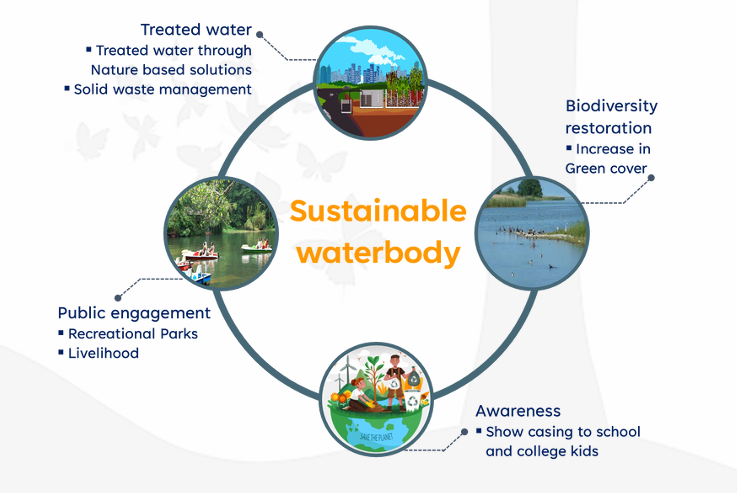 Treated water
▪ Treated water through
Nature based solutions
▪ Solid waste management
Biodiversity
restoration
▪ Increase in
Green cover
Sustainable
waterbody
Public engagement
▪ Recreational Parks
▪ Livelihood
SAVE THE PLANET
Awareness
▪ Show casing to school
and college kids